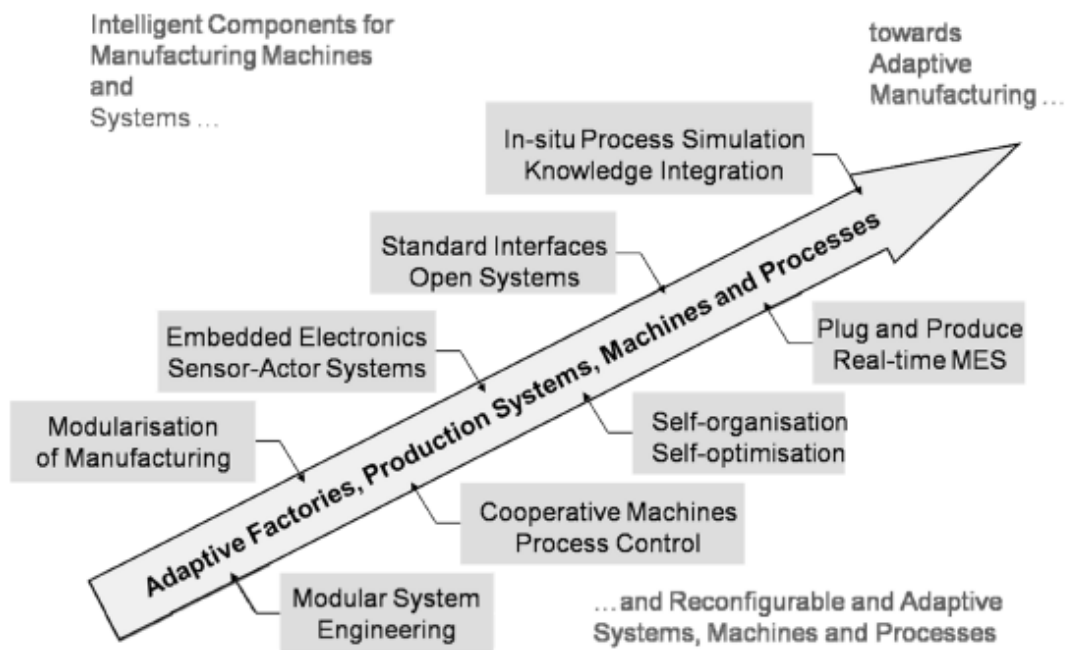 Intelligent Components for
Manufacturing Machines
and
Systems …
towards
Adaptive
Manufacturing …
In-situ Process Simulation
Knowledge Integration
Standard Interfaces
Open Systems
Embedded Electronics
Sensor-Actor Systems
Modularisation
of Manufacturing
Adaptive Factories, Production Systems, Machines and Processes
Plug and Produce
Real-time MES
Self-organisation
Self-optimisation
Cooperative Machines
Process Control
Modular System
Engineering
…and Reconfigurable and Adaptive
Systems, Machines and Processes